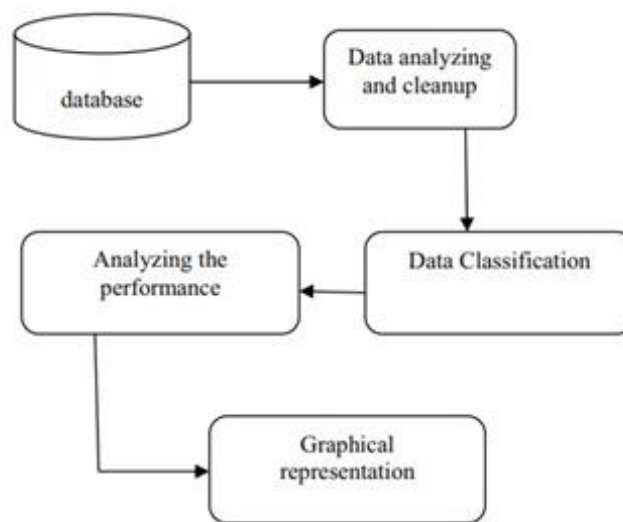 database
Data analyzing
and cleanup
Data Classification
Analyzing the
performance
Graphical
representation